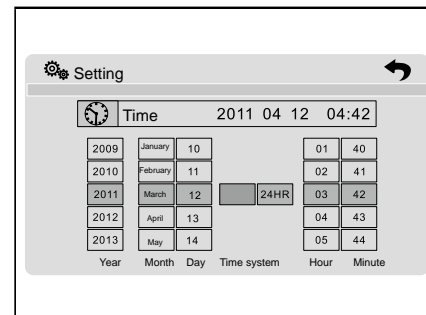 Setting
Time 2011 04 12 04:42
2009 January 10 01 40
2010 February 11 02 41
2011 March 12 24HR 03 42
2012 April 13 04 43
2013 May 14 05 44
Year Month Day Time system Hour Minute